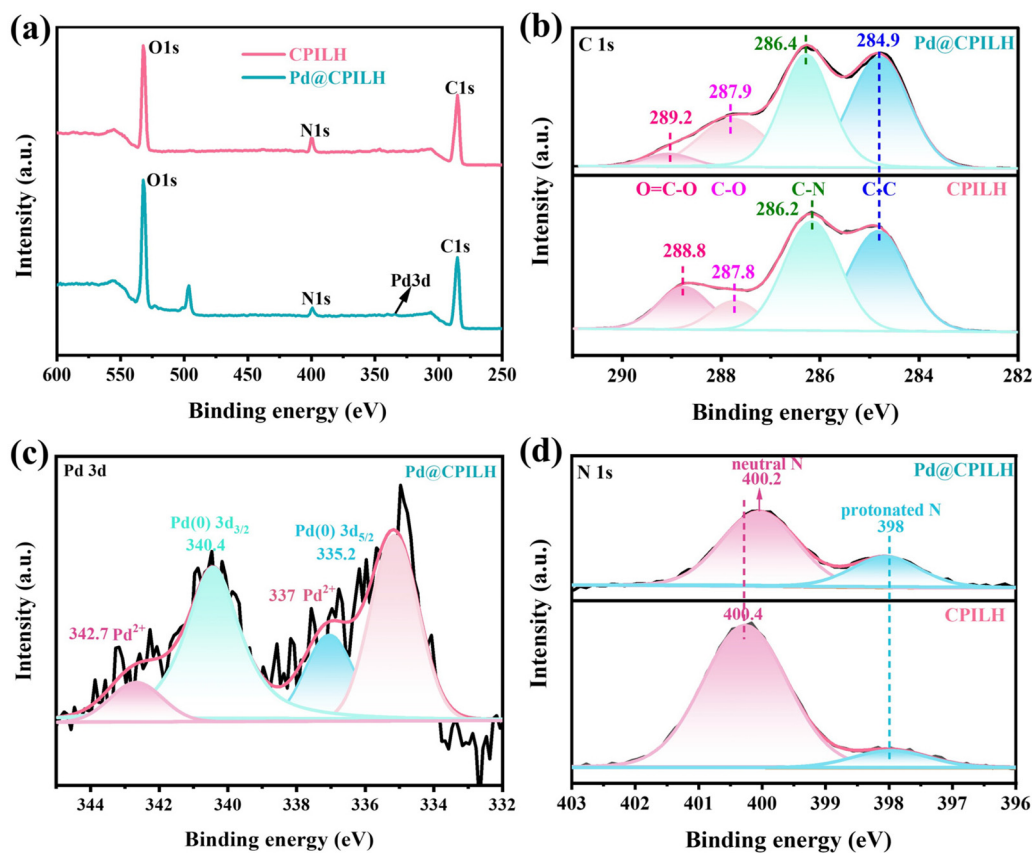 (a)
O1s
CPILH
Pd@CPILH
C1s
N1s
O1s
C1s
N1s
Pd3d
Intensity (a.u.)
600 550 500 450 400 350 300 250
Binding energy (eV)
(b)
C 1s
286.4
284.9
Pd@CPILH
287.9
289.2
O=C-O
C-O
C-N
C-C
CPILH
286.2
288.8
287.8
Intensity (a.u.)
290 288 286 284 282
Binding energy (eV)
(c)
Pd 3d
Pd@CPILH
Pd(0) 3d3/2
340.4
Pd(0) 3d5/2
335.2
337 Pd2+
342.7 Pd2+
Intensity (a.u.)
344 342 340 338 336 334 332
Binding energy (eV)
(d)
N 1s
neutral N
400.2
Pd@CPILH
protonated N
398
400.4
CPILH
Intensity (a.u.)
403 402 401 400 399 398 397 396
Binding energy (eV)